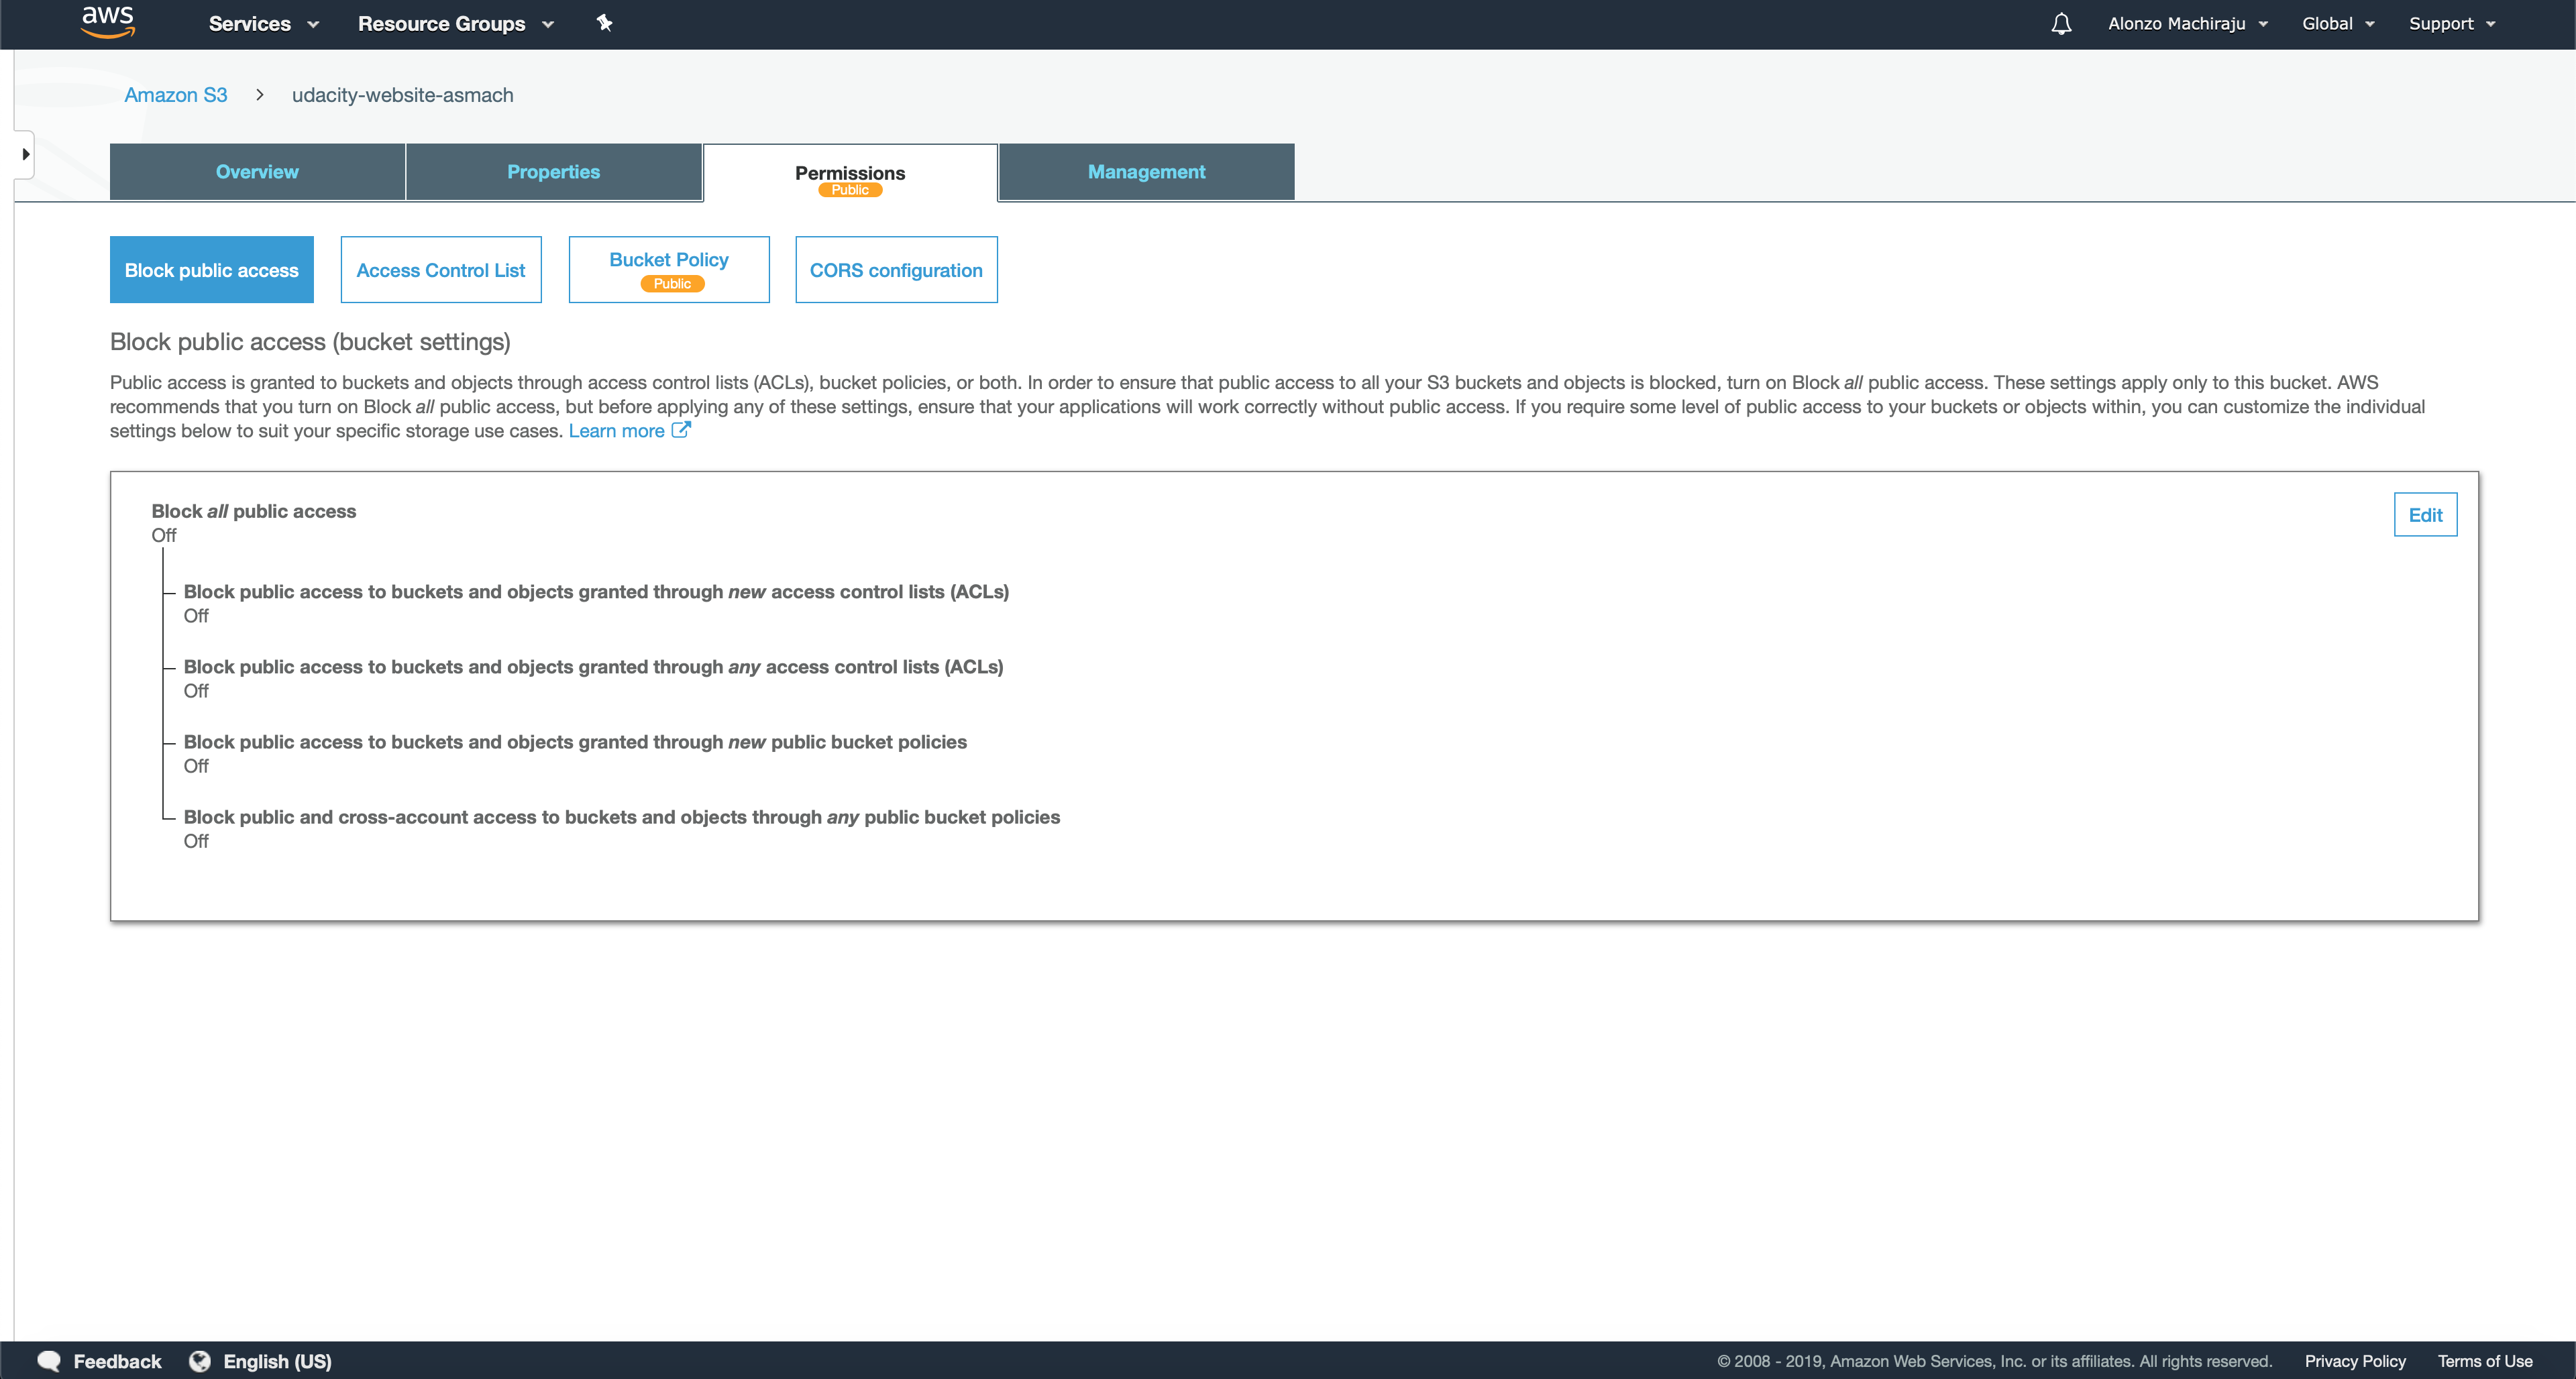 aws
Services
Resource Groups
Alonzo Machiraju
Global
Support
Amazon S3 > udacity-website-asmach
Overview
Properties
Permissions
Public
Management
Block public access
Access Control List
Bucket Policy
Public
CORS configuration
Block public access (bucket settings)
Public access is granted to buckets and objects through access control lists (ACLs), bucket policies, or both. In order to ensure that public access to all your S3 buckets and objects is blocked, turn on Block all public access. These settings apply only to this bucket. AWS
recommends that you turn on Block all public access, but before applying any of these settings, ensure that your applications will work correctly without public access. If you require some level of public access to your buckets or objects within, you can customize the individual
settings below to suit your specific storage use cases. Learn more
Block all public access
Edit
Off
Block public access to buckets and objects granted through new access control lists (ACLs)
Off
Block public access to buckets and objects granted through any access control lists (ACLs)
Off
Block public access to buckets and objects granted through new public bucket policies
Off
Block public and cross-account access to buckets and objects through any public bucket policies
Off
Feedback
English (US)
© 2008 - 2019, Amazon Web Services, Inc. or its affiliates. All rights reserved.
Privacy Policy
Terms of Use